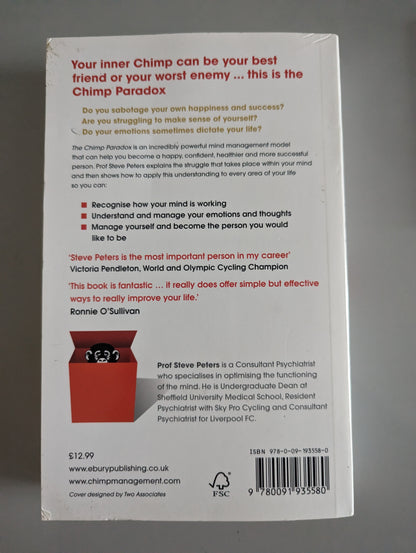 Your inner Chimp can be your best
friend or your worst enemy ... this is the
Chimp Paradox
Do you sabotage your own happiness and success?
Are you struggling to make sense of yourself?
Do your emotions sometimes dictate your life?
The Chimp Paradox is an incredibly powerful mind management model
that can help you become a happy, confident, healthier and more successful
person. Prof Steve Peters explains the struggle that takes place within your mind
and then shows how to apply this understanding to every area of your life
so you can:
Recognise how your mind is working
Understand and manage your emotions and thoughts
Manage yourself and become the person you would
like to be
'Steve Peters is the most important person in my career'
Victoria Pendleton, World and Olympic Cycling Champion
'This book is fantastic ... it really does offer simple but effective
ways to really improve your life.'
Ronnie O'Sullivan
Prof Steve Peters is a Consultant Psychiatrist
who specialises in optimising the functioning
of the mind. He is Undergraduate Dean at
Sheffield University Medical School, Resident
Psychiatrist with Sky Pro Cycling and Consultant
Psychiatrist for Liverpool FC.
£12.99
www.eburypublishing.co.uk
www.chimpmanagement.com
Cover designed by Two Associates
FSC
ISBN 978-0-09-193558-0
9 780091 935580